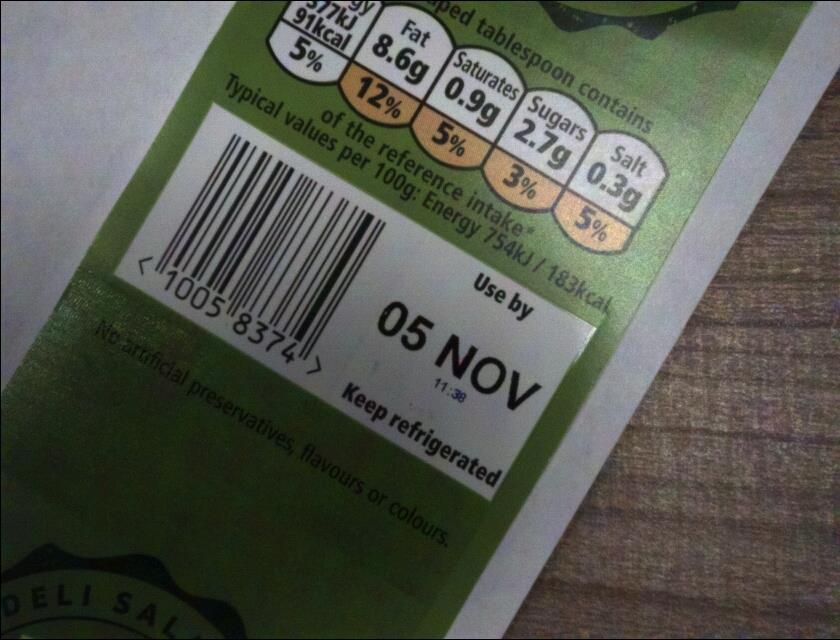 tablespoon contains
377kJ
91kcal
5%
Fat
8.6g
12%
Saturates
0.9g
5%
Sugars
2.7g
3%
Salt
0.3g
5%
of the reference intake*
Typical values per 100g: Energy 754kJ / 183kcal
Use by
05 NOV
11:38
Keep refrigerated
< 1005 8374 >
No artificial preservatives, flavours or colours.
DELI